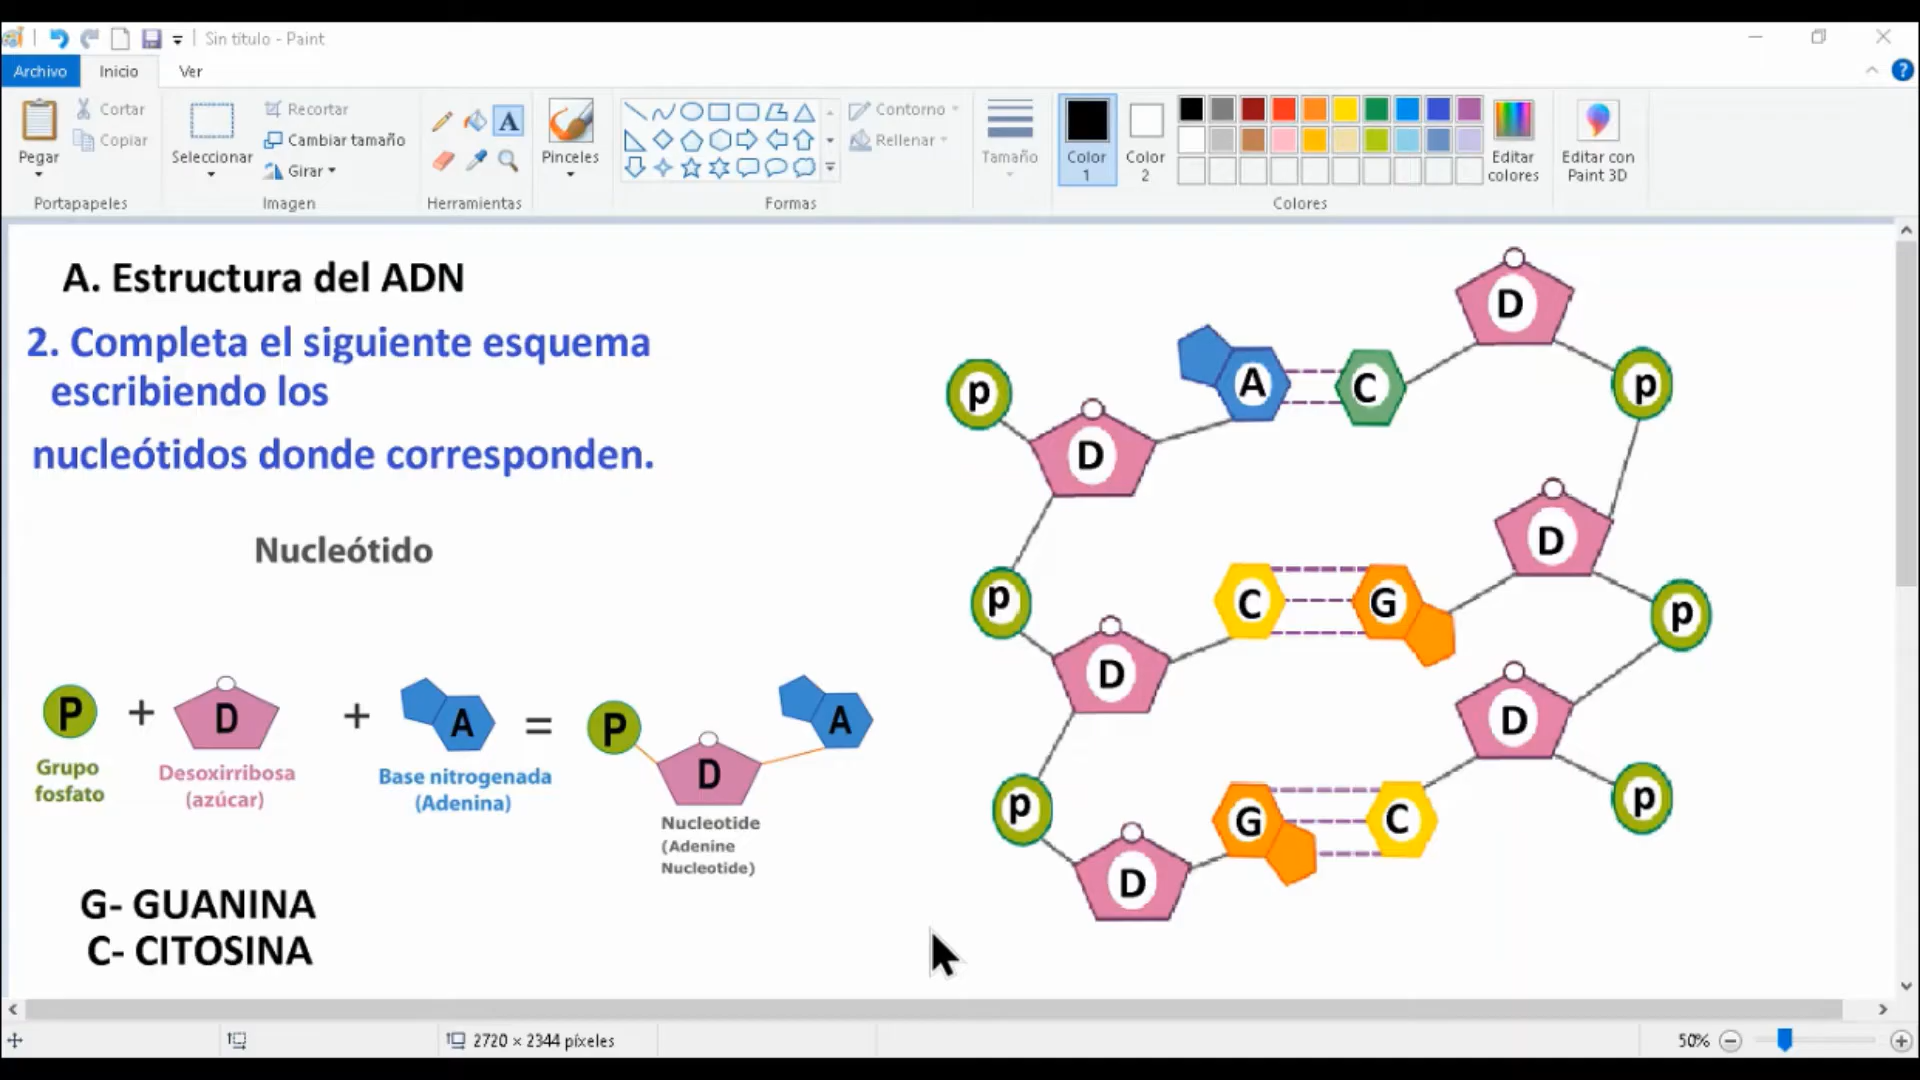 Sin título - Paint
Archivo Inicio Ver
Pegar
Cortar
Copiar
Portapapeles
Seleccionar
Recortar
Cambiar tamaño
Girar
Imagen
A
Herramientas
Pinceles
Contorno
Rellenar
Formas
Tamaño
Color 1
Color 2
Editar colores
Colores
Editar con Paint 3D
?
A. Estructura del ADN
2. Completa el siguiente esquema
escribiendo los
nucleótidos donde corresponden.
Nucleótido
P + D + A = P D A
Grupo fosfato
Desoxirribosa (azúcar)
Base nitrogenada (Adenina)
Nucleotide
(Adenine
Nucleotide)
G- GUANINA
C- CITOSINA
D
p D A C p
D
p C G p
D
D
p G C p
D
2720 × 2344 píxeles
50%